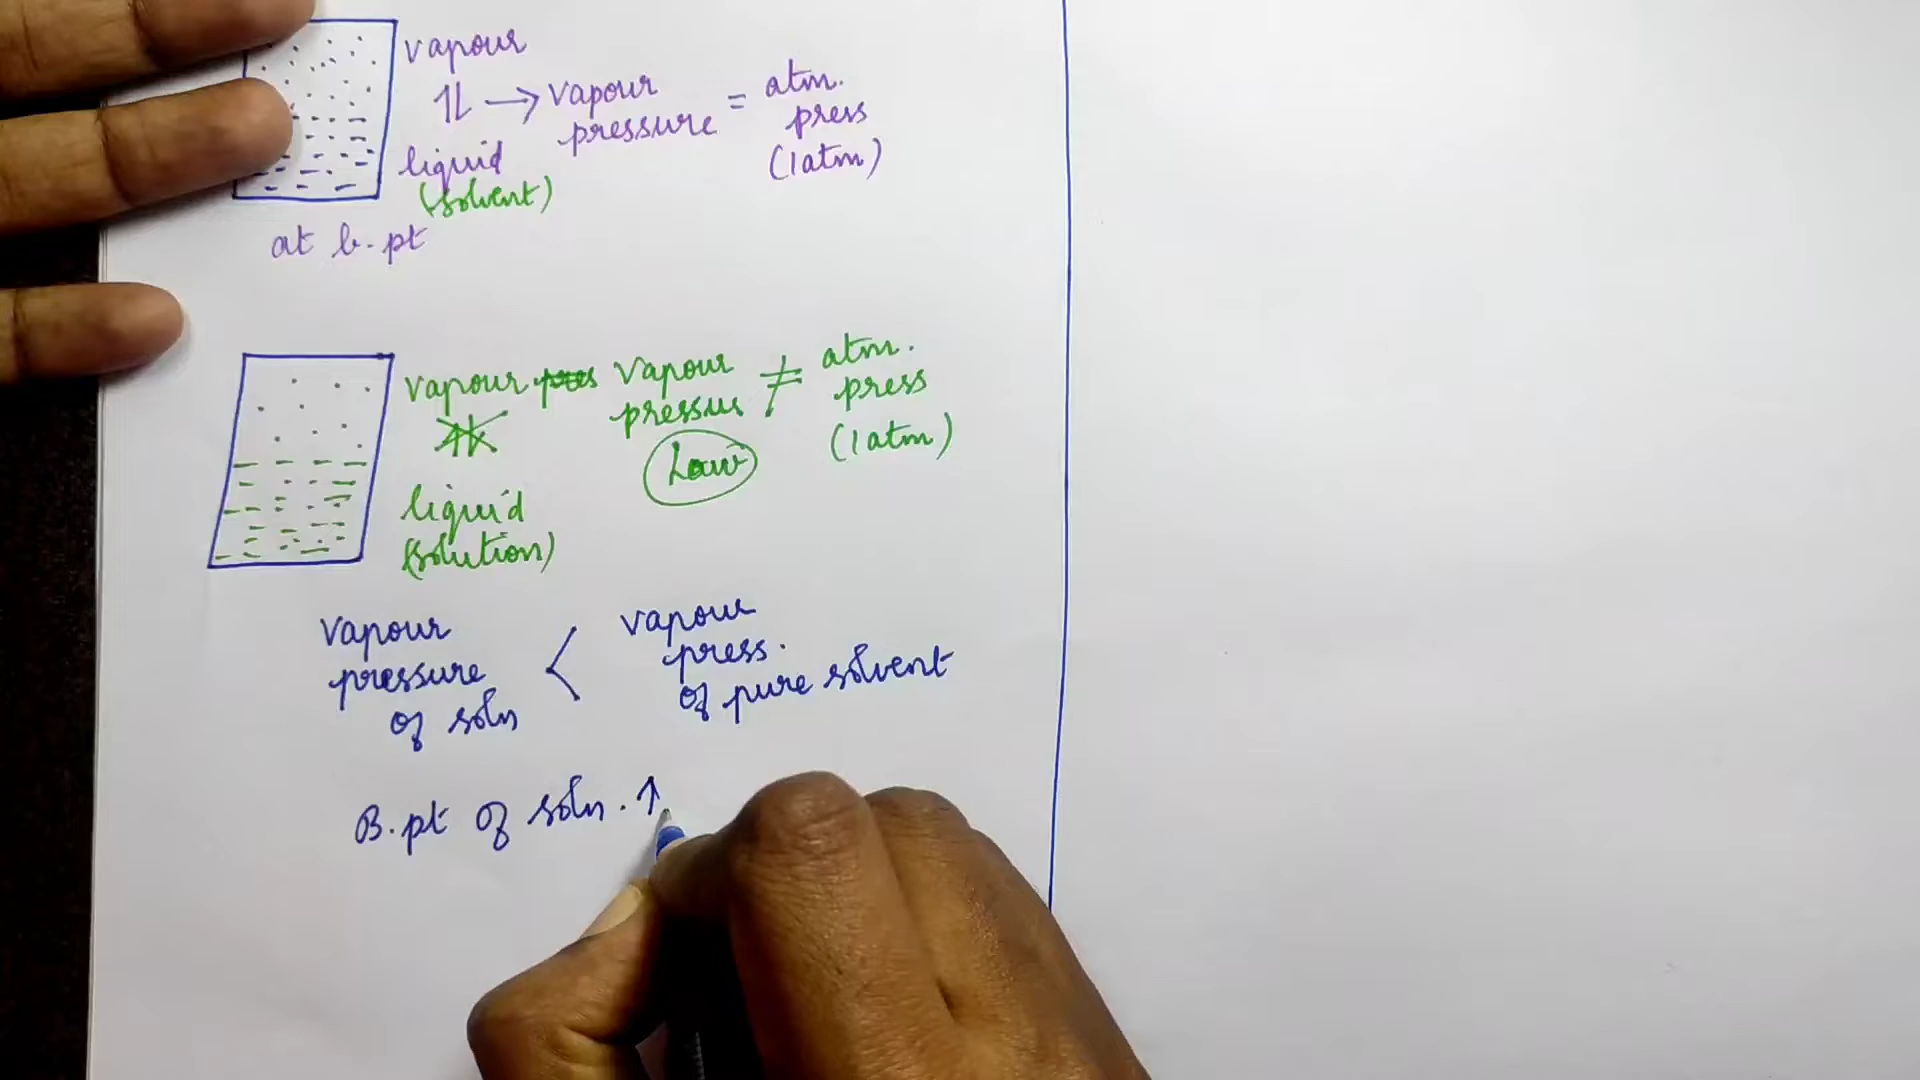 vapour
⇌ → vapour pressure = atm. press (1atm)
liquid
(solvent)
at b.pt
vapour vapour pressure ≠ atm. press (1atm)
Low
liquid
(solution)
vapour pressure of soln < vapour press. of pure solvent
B.pt of soln. ↑